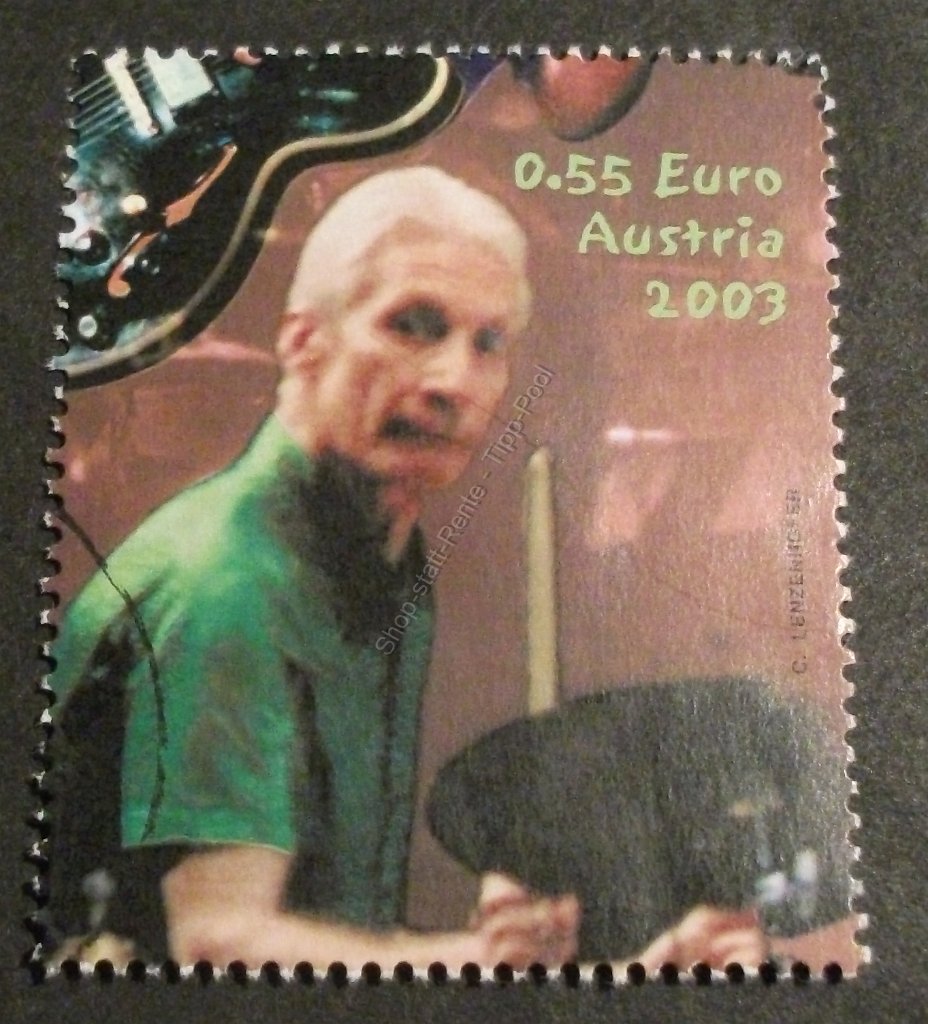 0.55 Euro
Austria
2003
Shop-statt-Rente - Tipp-Pool
C. LENZENHOFER